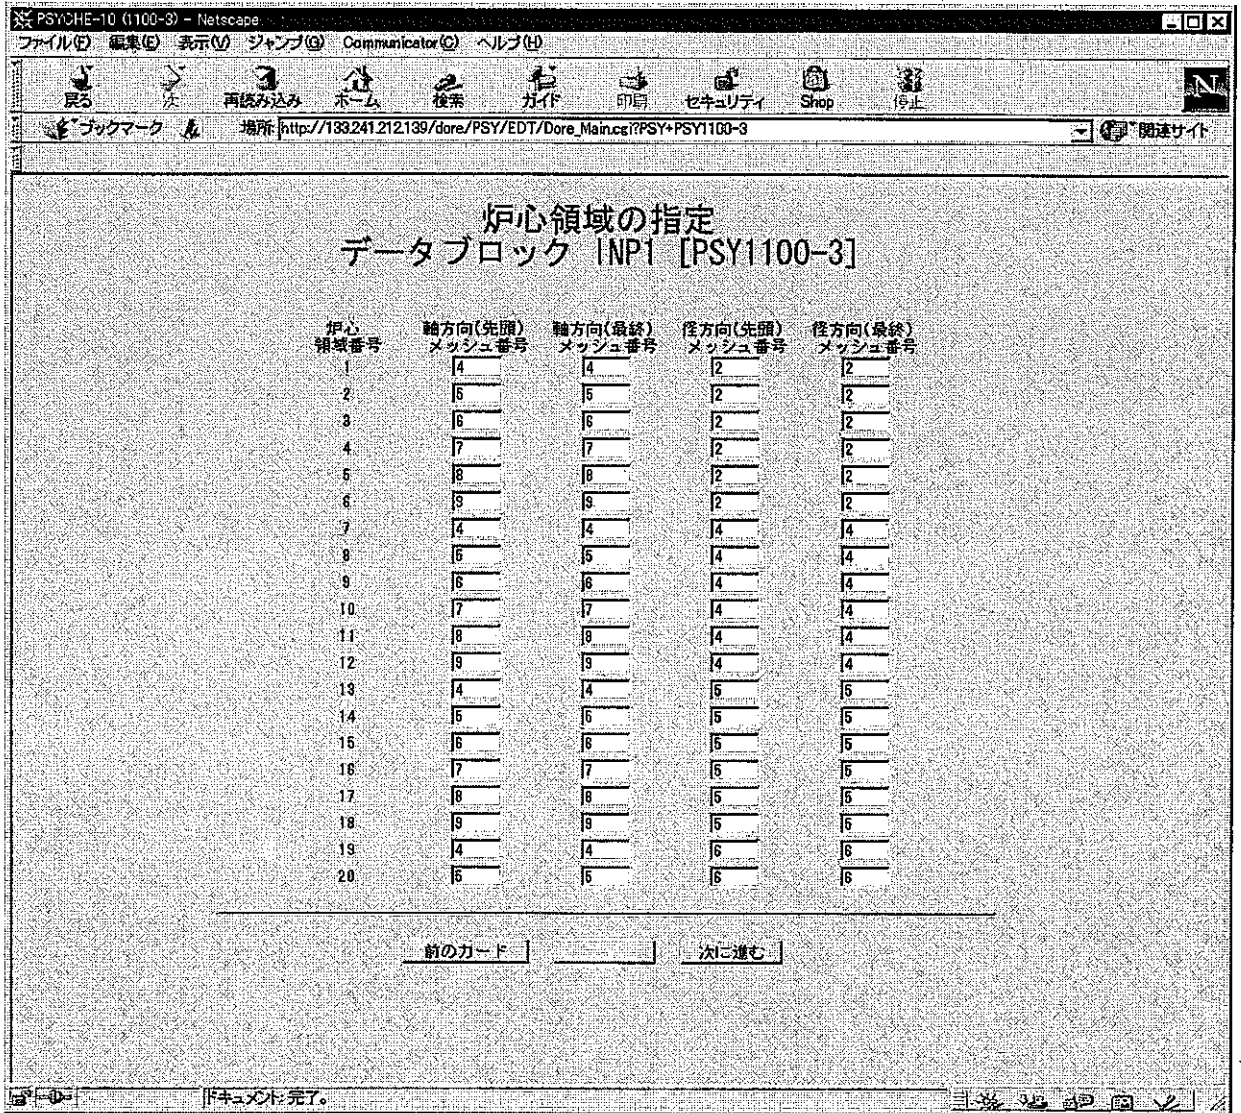 PSYCHE-10 (1100-3) - Netscape
ファイル(F) 編集(E) 表示(V) ジャンプ(G) Communicator(C) ヘルプ(H)
戻る 次 再読み込み ホーム 検索 ガイド 印刷 セキュリティ Shop 停止 N
ブックマーク 場所: http://133.241.212.139/dore/PSY/EDT/Dore_Main.cgi?PSY+PSY1100-3 関連サイト
炉心領域の指定
データブロック INP1 [PSY1100-3]
炉心 軸方向(先頭) 軸方向(最終) 径方向(先頭) 径方向(最終)
領域番号 メッシュ番号 メッシュ番号 メッシュ番号 メッシュ番号
1 4 4 2 2
2 5 5 2 2
3 6 6 2 2
4 7 7 2 2
5 8 8 2 2
6 9 9 2 2
7 4 4 4 4
8 5 5 4 4
9 6 6 4 4
10 7 7 4 4
11 8 8 4 4
12 9 9 4 4
13 4 4 5 5
14 5 5 5 5
15 6 6 5 5
16 7 7 5 5
17 8 8 5 5
18 9 9 5 5
19 4 4 6 6
20 5 5 6 6
前のカード 次に進む
ドキュメント: 完了。